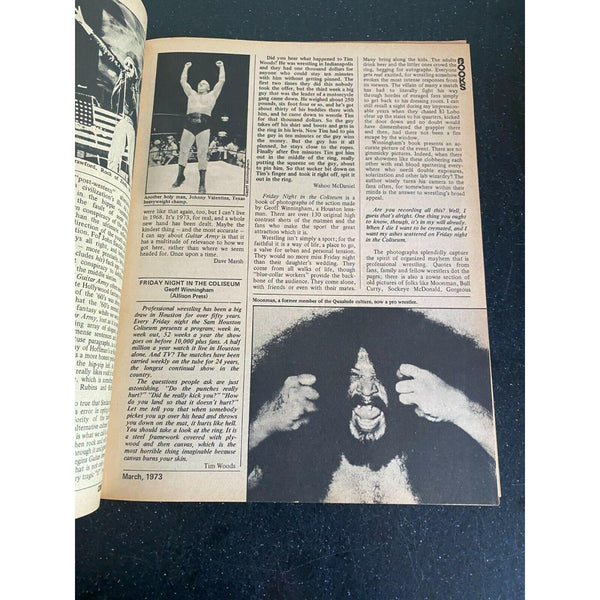 post-western" is
in civilization
Army
'60s was
Rubins and
Another body man, Johnny Valentine, Texas
heavyweight champ.
were like that again, too, but I can't live
in 1968. It's 1973, for real, and a whole
new hand has been dealt. Maybe the
kindest thing – and the most accurate –
I can say about Guitar Army is that it
has a multitude of relevance to how we
got here, rather than where we seem
headed for. Once upon a time.
Dave Marsh
FRIDAY NIGHT IN THE COLISEUM
Geoff Winningham
(Allison Press)
Professional wrestling has been a big
draw in Houston for over fifty years.
Every Friday night the Sam Houston
Coliseum presents a program; week in,
week out, 52 weeks a year the show
goes on before 10,000 plus fans. A half
million a year watch it live in Houston
alone. And TV? The matches have been
carried weekly on the tube for 24 years,
the longest continual show in the
country.
The questions people ask are just
astonishing. "Do the punches really
hurt?" "Did he really kick you?" "How
do you land so that it doesn't hurt?"
Let me tell you that when somebody
picks you up over his head and throws
you down on the mat, it hurts like hell.
You should take a look at the ring. It is
a steel framework covered with ply-
wood and then canvas, which is the
most horrible thing imaginable because
canvas burns your skin.
Tim Woods
March, 1973
Did you hear what happened to Tim
Woods? He was wrestling in Indianapolis
and they had one thousand dollars for
anyone who could stay ten minutes
with him without getting pinned. The
first two times they did this nobody
took the offer, but the third week this
guy that was the leader of a motorcycle
gang came down. He weighed about 250
pounds, six foot four or so, and he's got
about thirty of his buddies there with
him, and he come down to wrestle Tim
for that thousand. So the guy takes
off his shirt and boots and gets in
the ring in his levis. Now Tim had to pin
the guy in ten minutes or the guy wins
the money. But the guy has it all
planned, he stays close to the ropes.
Finally after five minutes Tim got him
out in the middle of the ring, really
putting the squeeze on the guy, about
to pin him. So that sucker bit down on
Tim's finger and took it right off, spit it
out in the ring.
Wahoo McDaniel
Friday Night in the Coliseum is a
book of photographs of the action made
by Geoff Winningham, a Houston lens-
man. There are over 130 original high
contrast shots of the matmen and the
fans who make the sport the great
attraction which it is.
Wrestling isn't simply a sport; for the
faithful it is a way of life, a place to go,
a valve for urban and personal tension.
They would no more miss Friday night
than their daughter's wedding. They
come from all walks of life, though
"blue-collar workers" provide the back-
bone of the audience. They come alone,
with friends or even with their mates.
Moonman, a former member of the Quaalude culture, now a pro wrestler.
BOOKS
Many bring along the kids. The adults
drink beer and the littler ones crowd the
ring, begging for autographs. Everyone
gets real excited, for wrestling somehow
evokes the most intense responses from
its viewers. The villain of many a match
has had to literally fight his way
through hordes of enraged fans simply
to get back to his dressing room. I can
still recall a night during my impression-
able years when they chased El Lobo
clear up the stairs to his quarters, kicked
the door down and no doubt would
have dismembered the grappler there
and then, had there not been a fire
escape by the window.
Winningham's book presents an ac-
curate picture of the event. There are no
gimmicky pictures. Indeed, when there
are showmen like these clobbering each
other with real blood spattering every-
where who needs double exposures,
solarization and other lab wizardry? The
author wisely turns his camera to the
fans often, for somewhere within their
minds is the answer to wrestling's broad
appeal.
Are you recording all this? Well, I
guess that's alright. One thing you ought
to know, though, it's in my will already.
When I die I want to be cremated, and I
want my ashes scattered on Friday night
in the Coliseum.
The photographs splendidly capture
the spirit of organized mayhem that is
professional wrestling. Quotes from
fans, family and fellow wrestlers dot the
pages; there is also a nowie section
of old pictures of folks like Moonman, Bull
Curry, Sockeye McDonald, Gorgeous